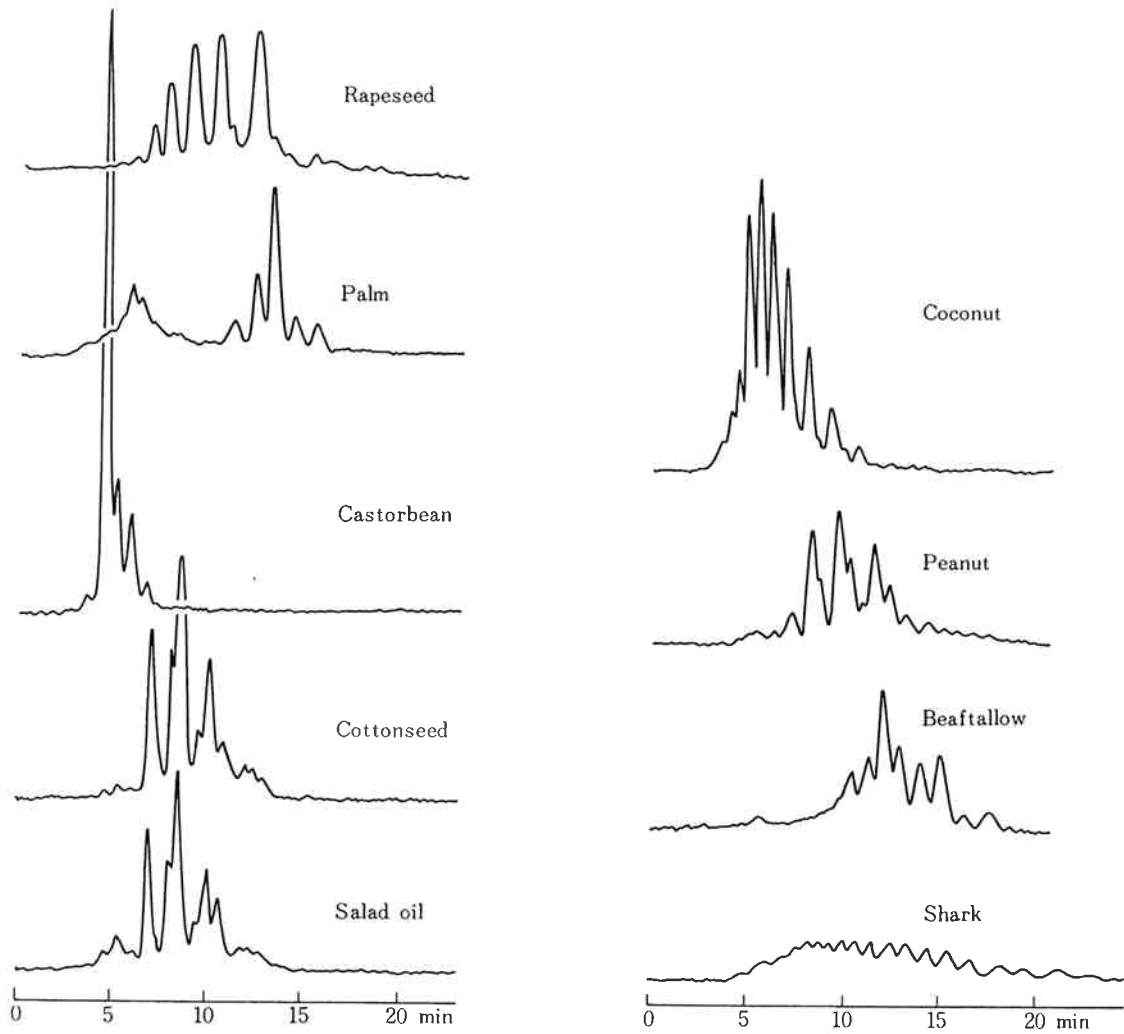 Rapeseed
Palm
Castorbean
Cottonseed
Salad oil
0 5 10 15 20 min
Coconut
Peanut
Beaftallow
Shark
0 5 10 15 20 min